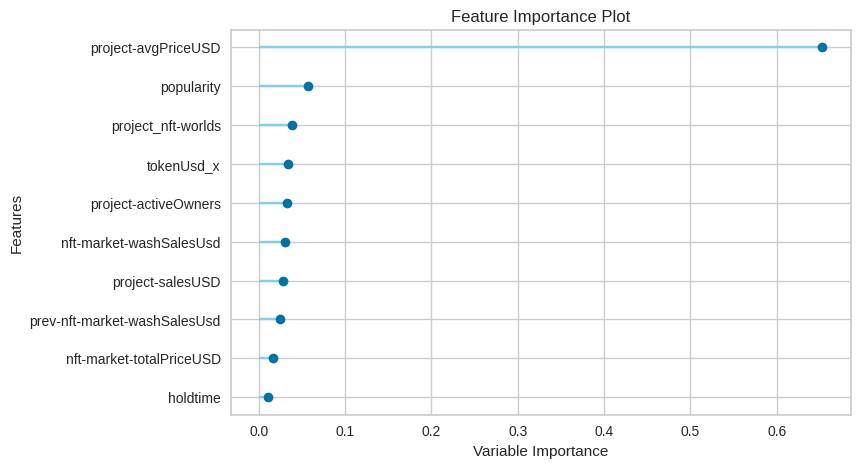 Feature Importance Plot
Features
project-avgPriceUSD
popularity
project_nft-worlds
tokenUsd_x
project-activeOwners
nft-market-washSalesUsd
project-salesUSD
prev-nft-market-washSalesUsd
nft-market-totalPriceUSD
holdtime
0.0 0.1 0.2 0.3 0.4 0.5 0.6
Variable Importance